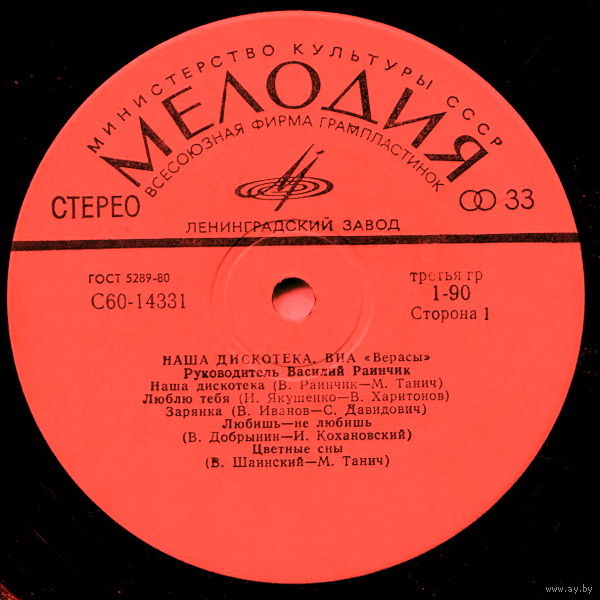 МИНИСТЕРСТВО КУЛЬТУРЫ СССР
МЕЛОДИЯ
ВСЕСОЮЗНАЯ ФИРМА ГРАМПЛАСТИНОК
СТЕРЕО
33
ЛЕНИНГРАДСКИЙ ЗАВОД
ГОСТ 5289-80
С60-14331
третья гр
1-90
Сторона 1
НАША ДИСКОТЕКА. ВИА «Верасы»
Руководитель Василий Раинчик
Наша дискотека (В. Раинчик—М. Танич)
Люблю тебя (И. Якушенко—В. Харитонов)
Зарянка (В. Иванов—С. Давидович)
Любишь—не любишь
(В. Добрынин—И. Кохановский)
Цветные сны
(В. Шаинский—М. Танич)
www.ay.by